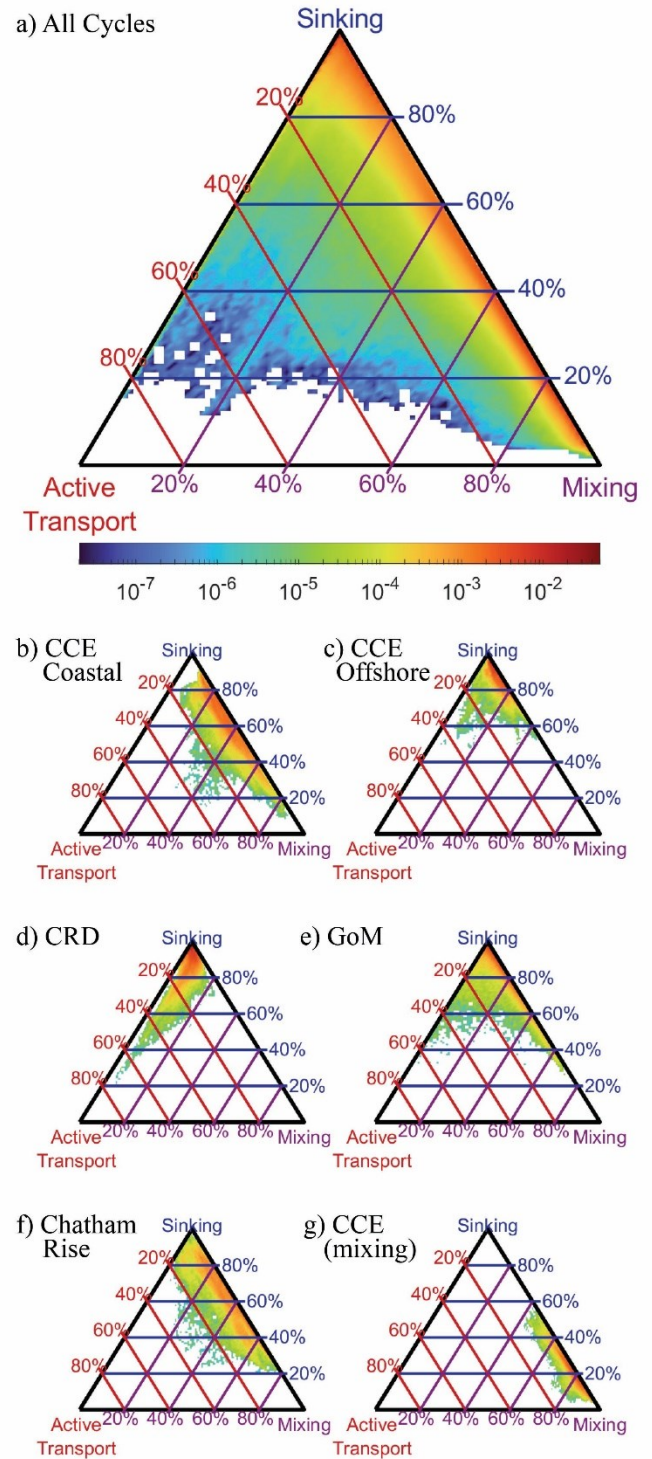 a) All Cycles
Sinking
20%
80%
40%
60%
60%
40%
80%
20%
Active
Transport
20%
40%
60%
80%
Mixing
10-7
10-6
10-5
10-4
10-3
10-2
b) CCE
Coastal
Sinking
20%
80%
40%
60%
60%
40%
80%
20%
Active
Transport
20%
40%
60%
80%
Mixing
c) CCE
Offshore
Sinking
20%
80%
40%
60%
60%
40%
80%
20%
Active
Transport
20%
40%
60%
80%
Mixing
d) CRD
Sinking
20%
80%
40%
60%
60%
40%
80%
20%
Active
Transport
20%
40%
60%
80%
Mixing
e) GoM
Sinking
20%
80%
40%
60%
60%
40%
80%
20%
Active
Transport
20%
40%
60%
80%
Mixing
f) Chatham
Rise
Sinking
20%
80%
40%
60%
60%
40%
80%
20%
Active
Transport
20%
40%
60%
80%
Mixing
g) CCE
(mixing)
Sinking
20%
80%
40%
60%
60%
40%
80%
20%
Active
Transport
20%
40%
60%
80%
Mixing